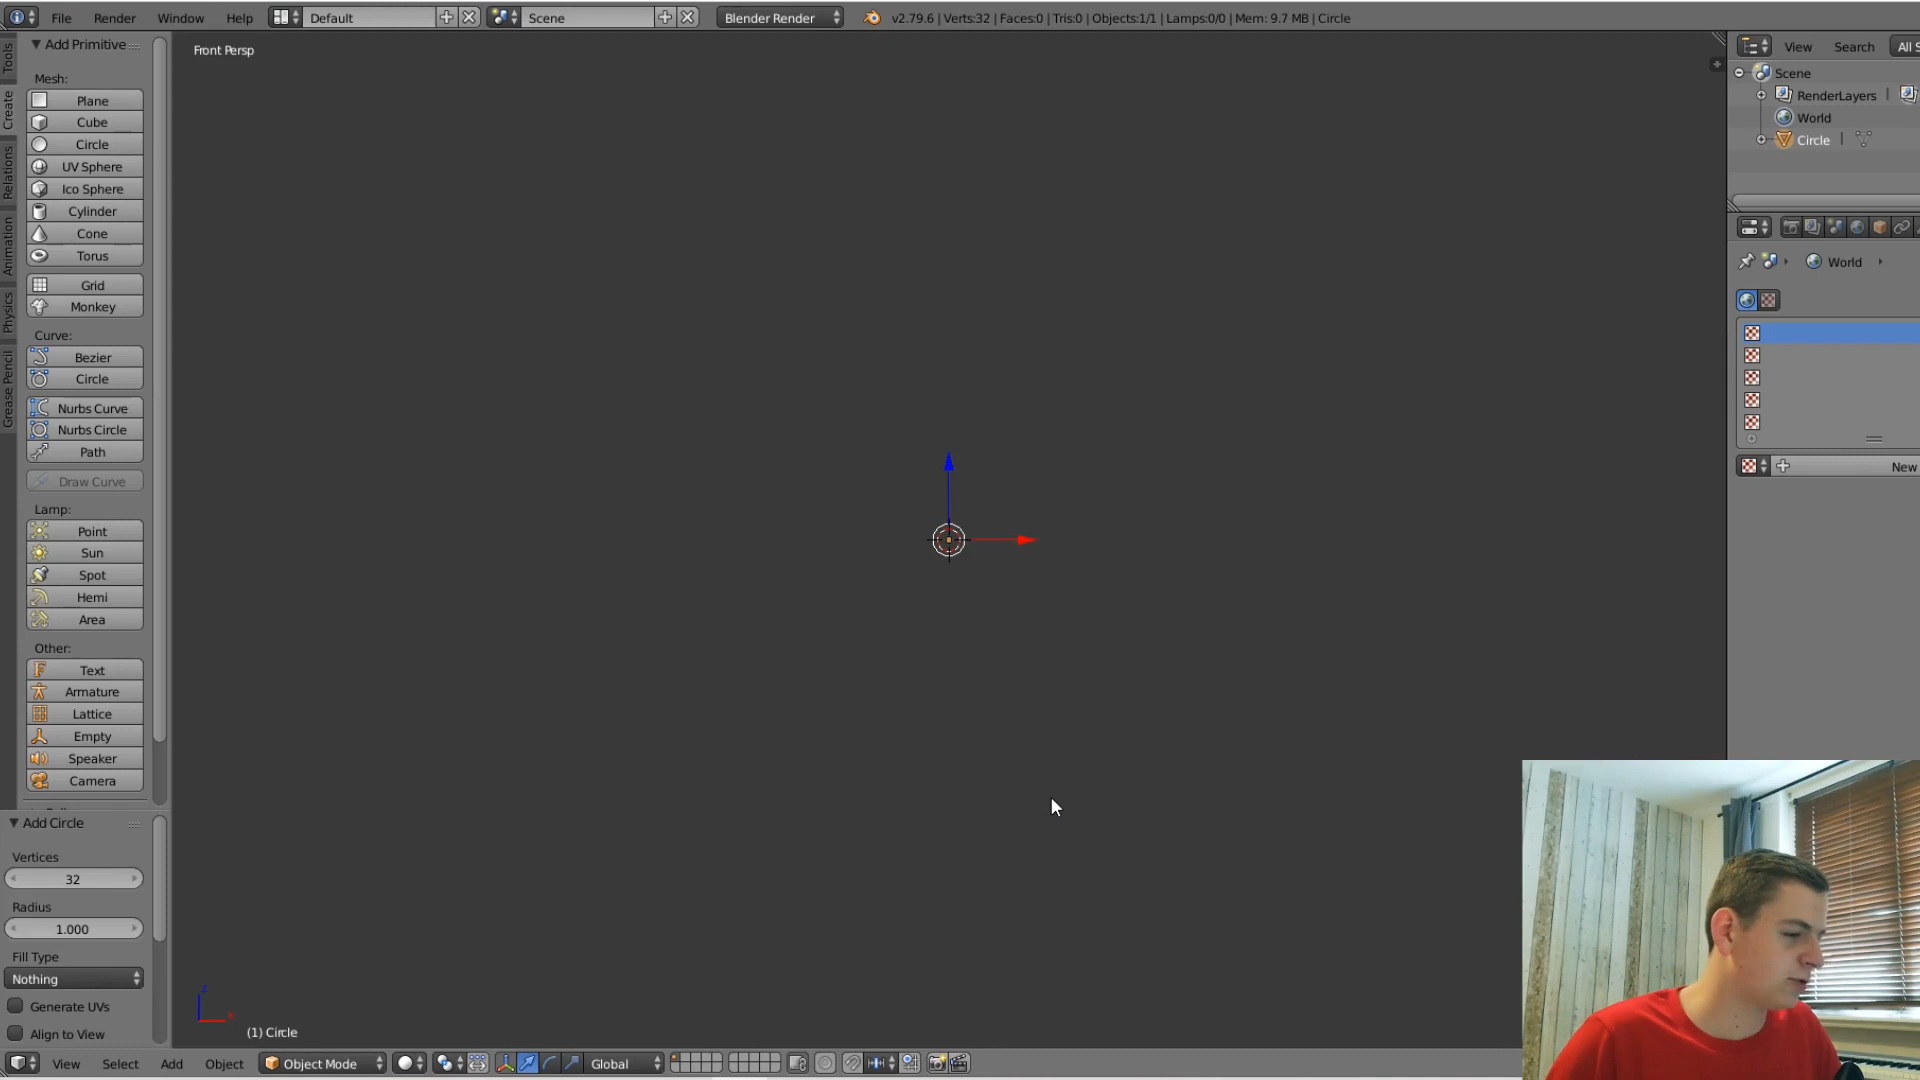 File Render Window Help Default Scene Blender Render v2.79.6 | Verts:32 | Faces:0 | Tris:0 | Objects:1/1 | Lamps:0/0 | Mem: 9.7 MB | Circle
Tools
Create
Relations
Animation
Physics
Grease Pencil
Add Primitive
Mesh:
Plane
Cube
Circle
UV Sphere
Ico Sphere
Cylinder
Cone
Torus
Grid
Monkey
Curve:
Bezier
Circle
Nurbs Curve
Nurbs Circle
Path
Draw Curve
Lamp:
Point
Sun
Spot
Hemi
Area
Other:
Text
Armature
Lattice
Empty
Speaker
Camera
Add Circle
Vertices
32
Radius
1.000
Fill Type
Nothing
Generate UVs
Align to View
Front Persp
z
x
(1) Circle
View Select Add Object Object Mode Global
View Search All S
Scene
RenderLayers |
World
Circle |
World
New